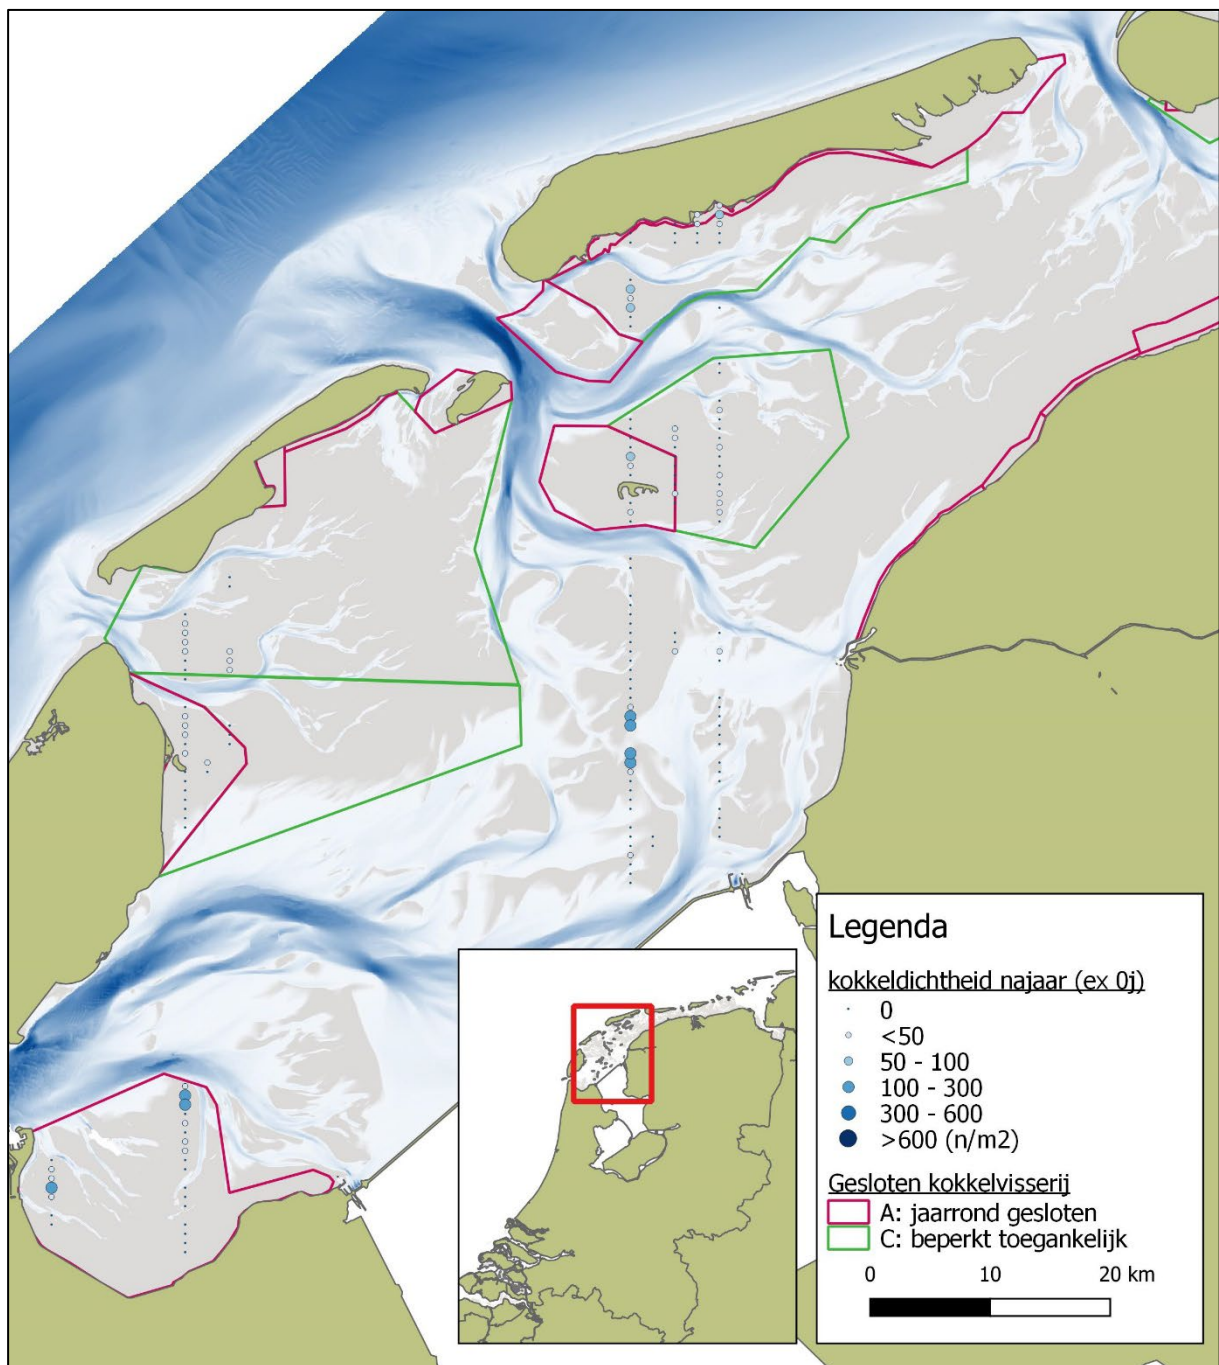 Legenda
kokkeldichtheid najaar (ex 0j)
0
<50
50 - 100
100 - 300
300 - 600
>600 (n/m2)
Gesloten kokkelvisserij
A: jaarrond gesloten
C: beperkt toegankelijk
0 10 20 km